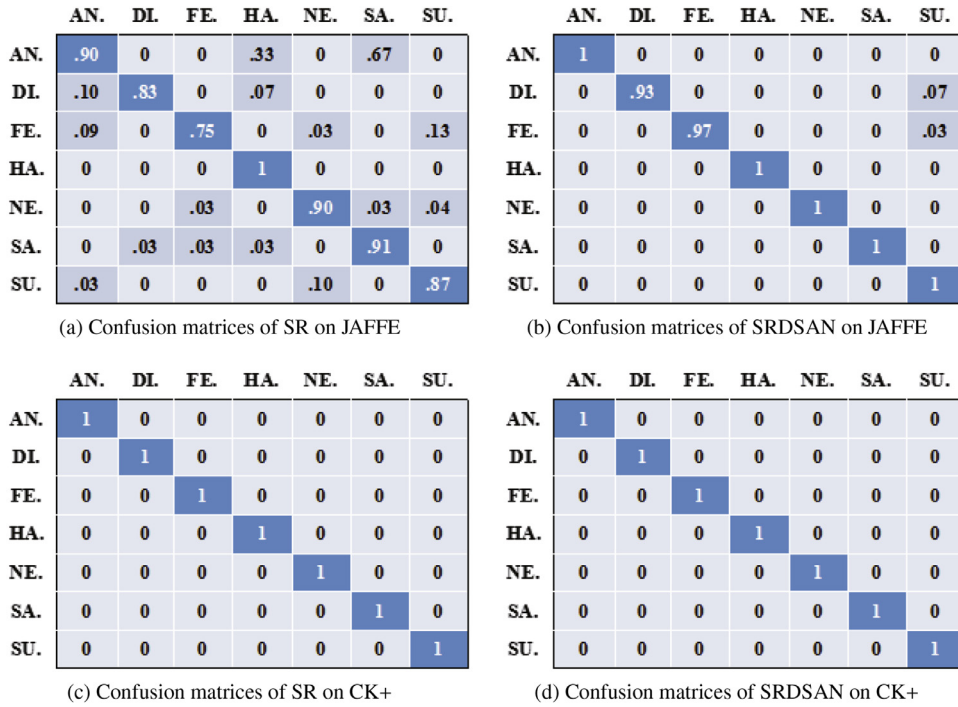 AN. DI. FE. HA. NE. SA. SU. AN. DI. FE. HA. NE. SA. SU.
AN. .90 0 0 .33 0 .67 0 AN. 1 0 0 0 0 0 0
DI. .10 .83 0 .07 0 0 0 DI. 0 .93 0 0 0 0 .07
FE. .09 0 .75 0 .03 0 .13 FE. 0 0 .97 0 0 0 .03
HA. 0 0 0 1 0 0 0 HA. 0 0 0 1 0 0 0
NE. 0 0 .03 0 .90 .03 .04 NE. 0 0 0 0 1 0 0
SA. 0 .03 .03 .03 0 .91 0 SA. 0 0 0 0 0 1 0
SU. .03 0 0 0 .10 0 .87 SU. 0 0 0 0 0 0 1
(a) Confusion matrices of SR on JAFFE (b) Confusion matrices of SRDSAN on JAFFE
AN. DI. FE. HA. NE. SA. SU. AN. DI. FE. HA. NE. SA. SU.
AN. 1 0 0 0 0 0 0 AN. 1 0 0 0 0 0 0
DI. 0 1 0 0 0 0 0 DI. 0 1 0 0 0 0 0
FE. 0 0 1 0 0 0 0 FE. 0 0 1 0 0 0 0
HA. 0 0 0 1 0 0 0 HA. 0 0 0 1 0 0 0
NE. 0 0 0 0 1 0 0 NE. 0 0 0 0 1 0 0
SA. 0 0 0 0 0 1 0 SA. 0 0 0 0 0 1 0
SU. 0 0 0 0 0 0 1 SU. 0 0 0 0 0 0 1
(c) Confusion matrices of SR on CK+ (d) Confusion matrices of SRDSAN on CK+